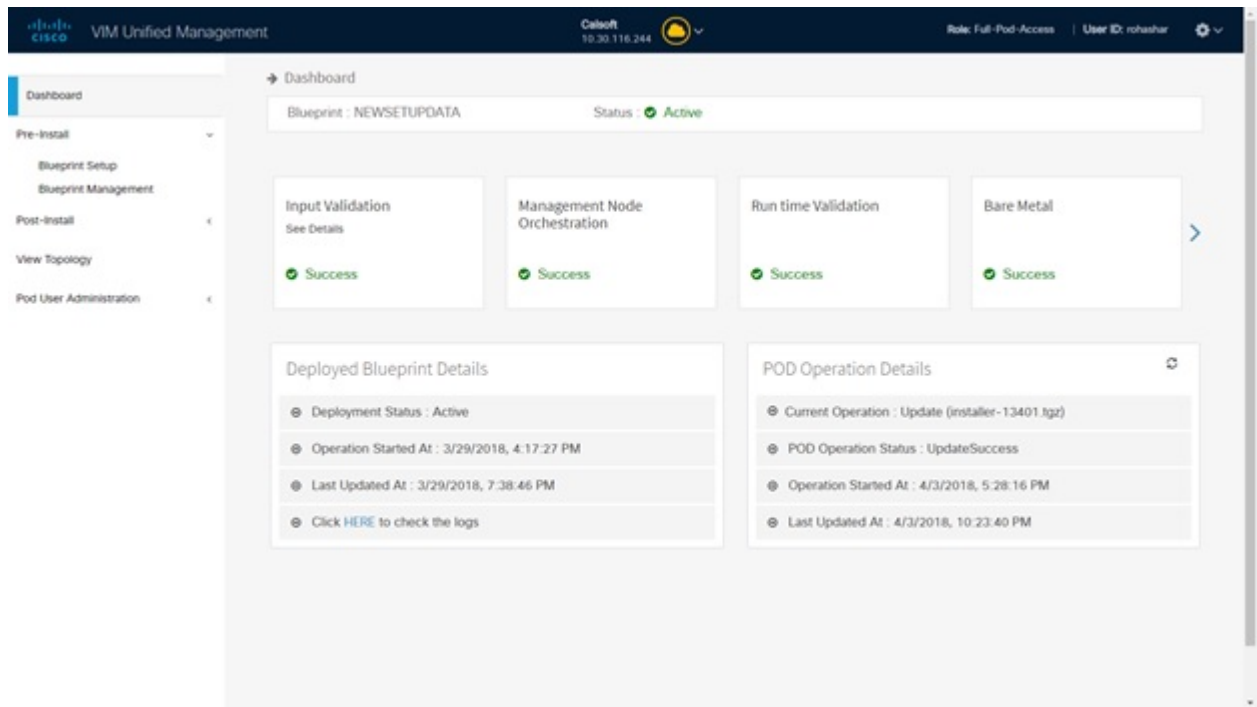 CISCO
VIM Unified Management
Calsoft
10.30.116.244
Role: Full-Pod-Access | User ID: rohashar
Dashboard
Pre-Install
Blueprint Setup
Blueprint Management
Post-Install
View Topology
Pod User Administration
Dashboard
Blueprint : NEWSETUPDATA Status : Active
Input Validation
See Details
Success
Management Node
Orchestration
Success
Run time Validation
Success
Bare Metal
Success
Deployed Blueprint Details
Deployment Status : Active
Operation Started At : 3/29/2018, 4:17:27 PM
Last Updated At : 3/29/2018, 7:38:46 PM
Click HERE to check the logs
POD Operation Details
Current Operation : Update (installer-13401.tgz)
POD Operation Status : UpdateSuccess
Operation Started At : 4/3/2018, 5:28:16 PM
Last Updated At : 4/3/2018, 10:23:40 PM